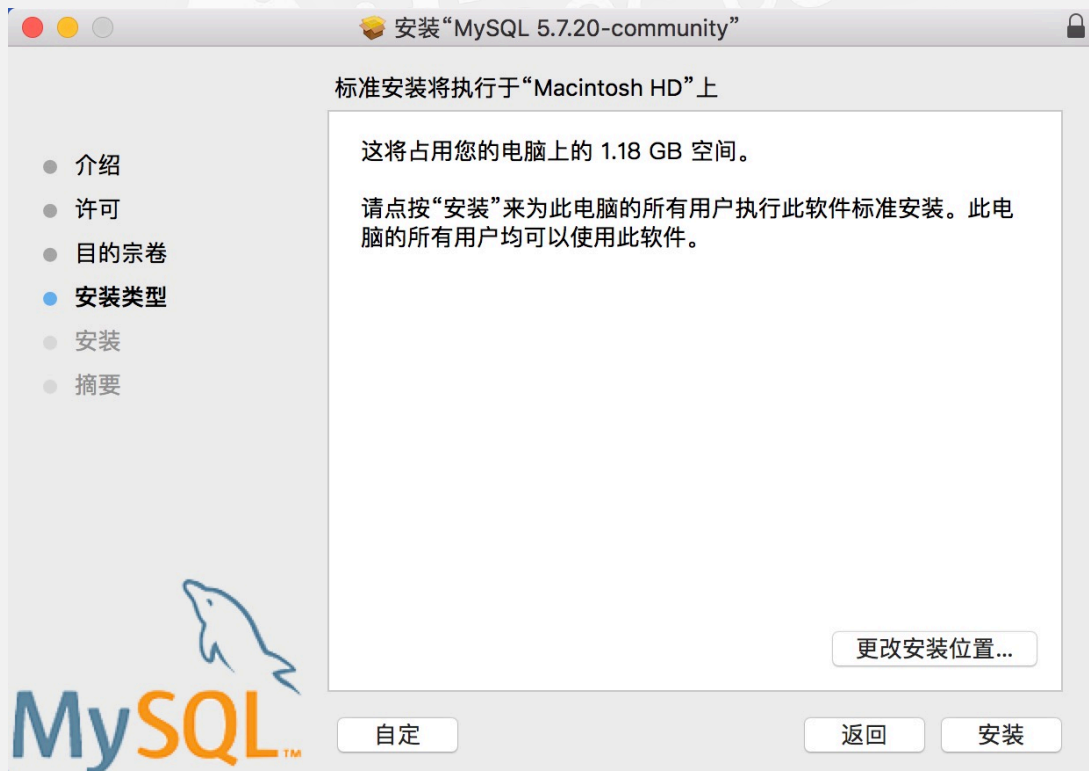 安装“MySQL 5.7.20-community”
标准安装将执行于“Macintosh HD”上
介绍
许可
目的宗卷
安装类型
安装
摘要
这将占用您的电脑上的 1.18 GB 空间。
请点按“安装”来为此电脑的所有用户执行此软件标准安装。此电
脑的所有用户均可以使用此软件。
更改安装位置...
MySQL™
自定
返回
安装